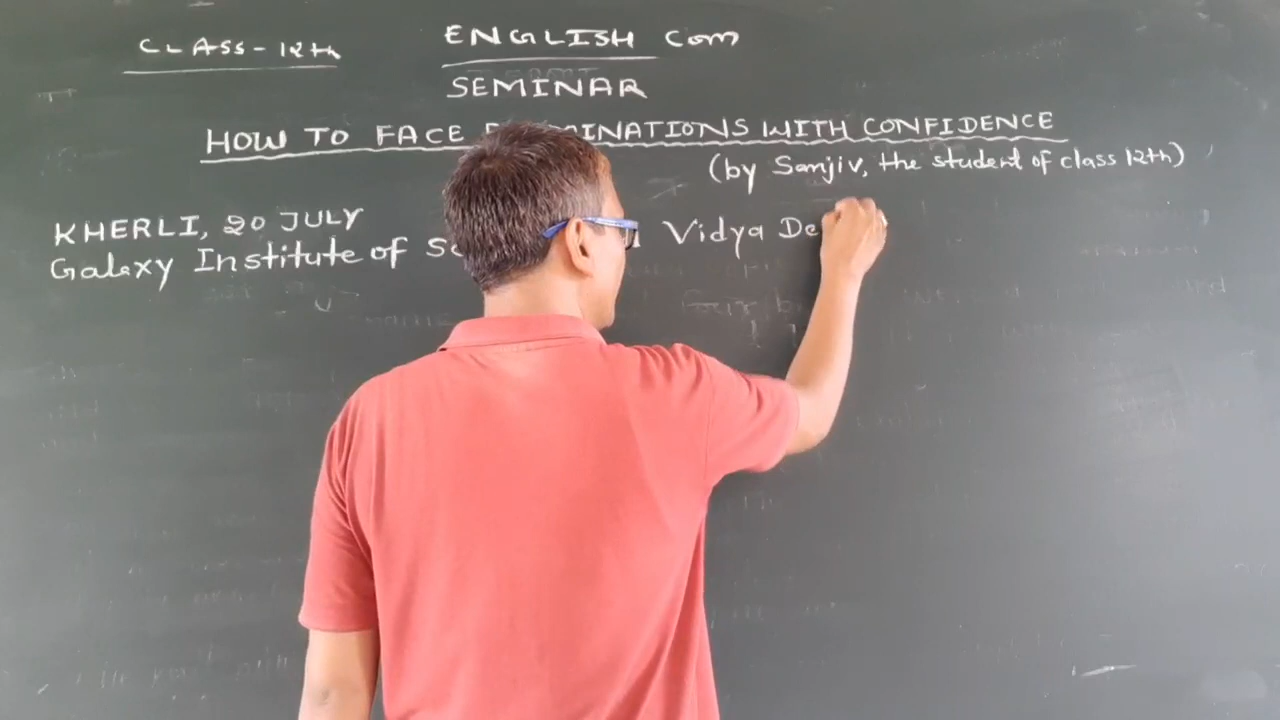 CLASS-12th
ENGLISH Com
SEMINAR
HOW TO FACE WITH CONFIDENCE
(by Sanjiv, the student of class 12th)
KHERLI, 20 JULY
Galaxy Institute of Vidya